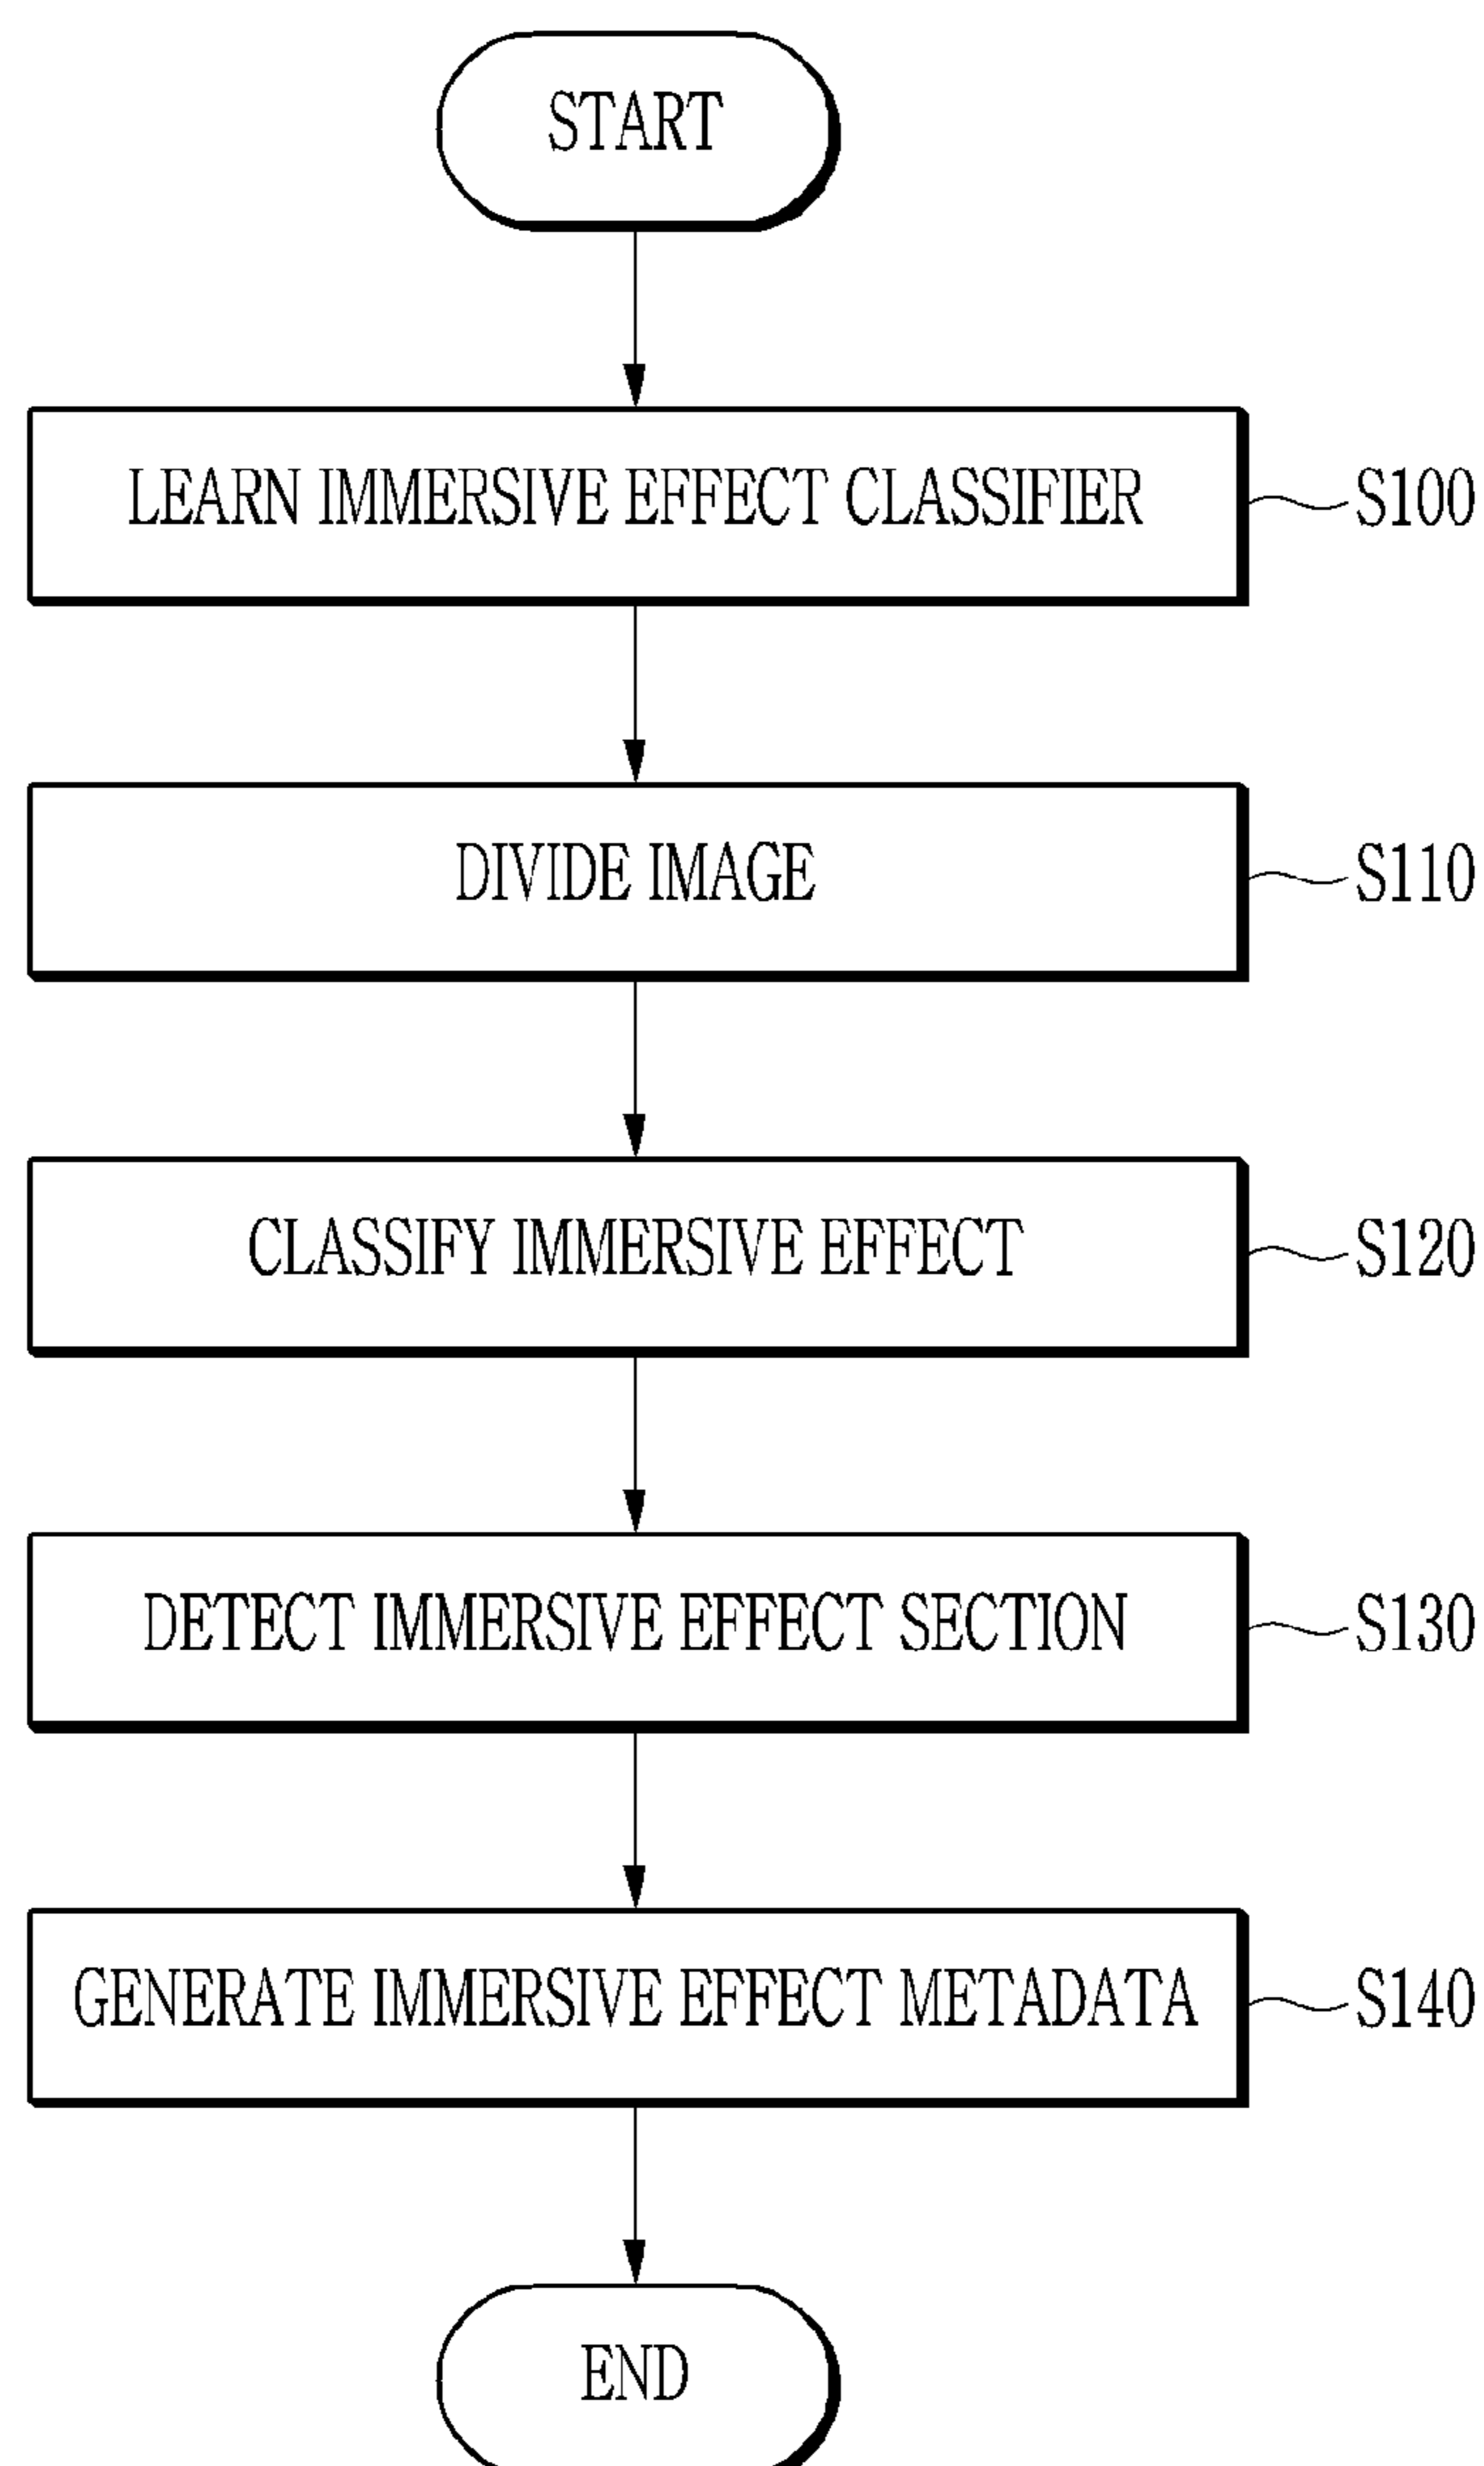 START
LEARN IMMERSIVE EFFECT CLASSIFIER S100
DIVIDE IMAGE S110
CLASSIFY IMMERSIVE EFFECT S120
DETECT IMMERSIVE EFFECT SECTION S130
GENERATE IMMERSIVE EFFECT METADATA S140
END